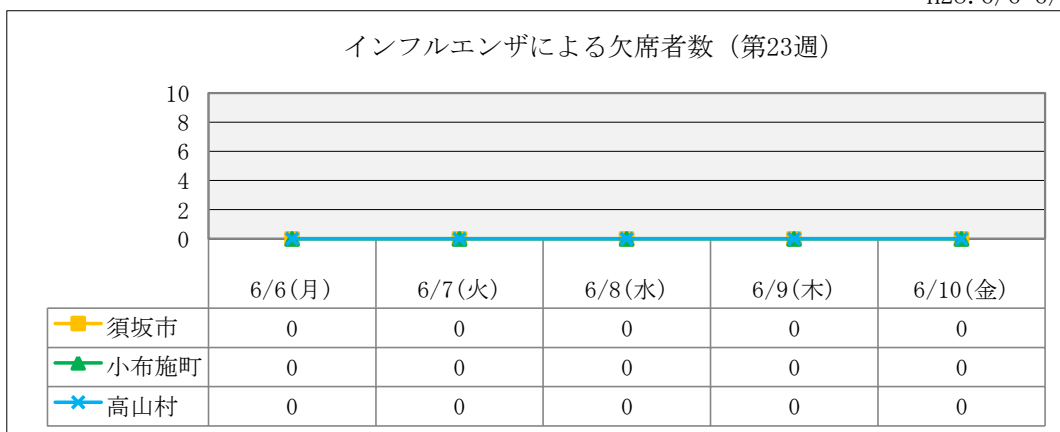 インフルエンザによる欠席者数（第23週）
10
8
6
4
2
0
6/6(月) 6/7(火) 6/8(水) 6/9(木) 6/10(金)
須坂市 0 0 0 0 0
小布施町 0 0 0 0 0
高山村 0 0 0 0 0